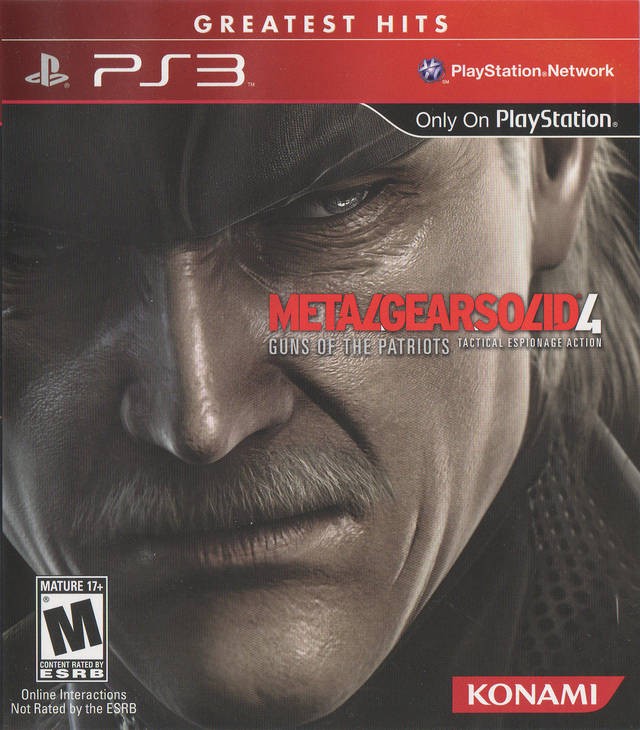 GREATEST HITS
PS3™
PlayStation®Network
Only On PlayStation®
METAL GEAR SOLID 4
GUNS OF THE PATRIOTS TACTICAL ESPIONAGE ACTION
MATURE 17+
M
CONTENT RATED BY
ESRB
Online Interactions
Not Rated by the ESRB
KONAMI